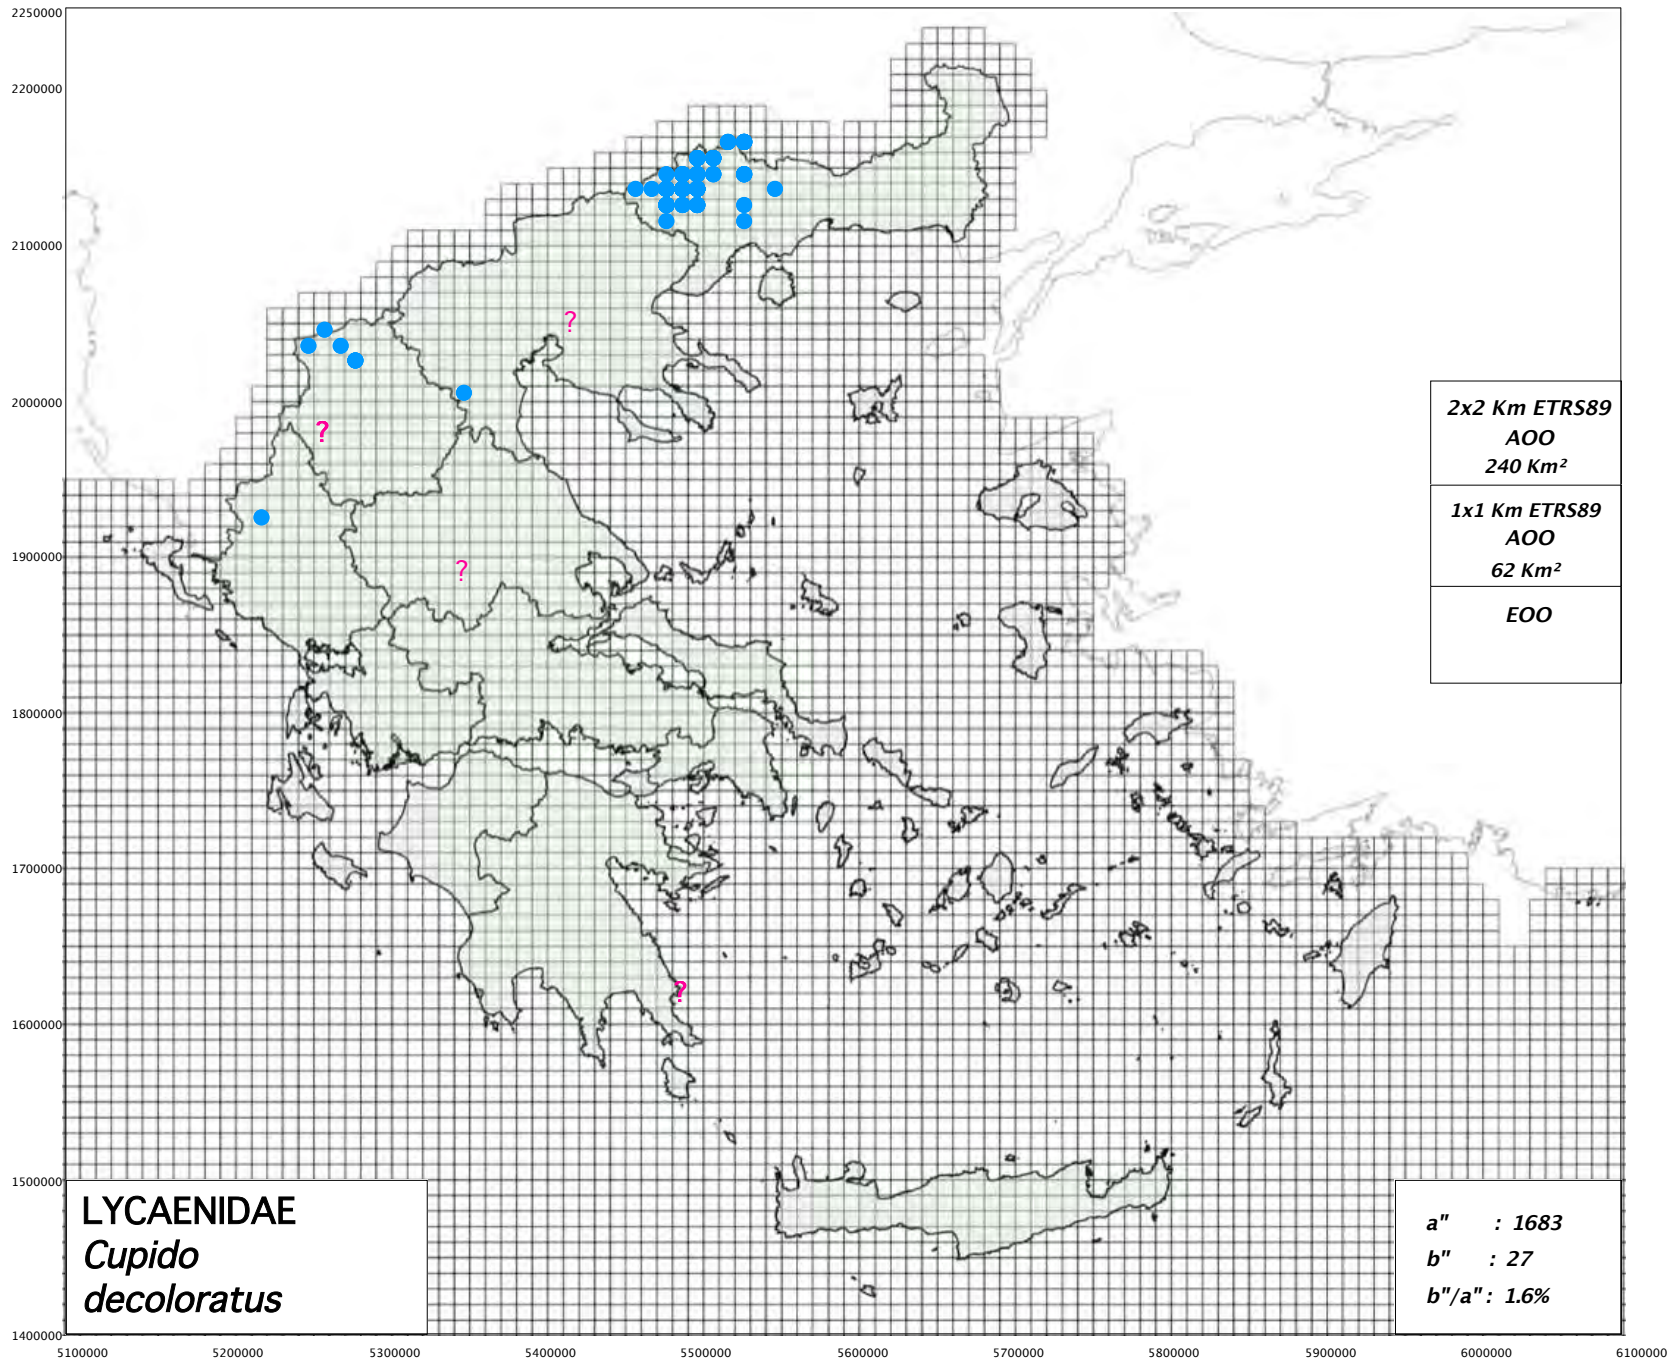 2250000
2200000
2100000
2000000
1900000
1800000
1700000
1600000
1500000
1400000
?
?
?
?
2x2 Km ETRS89
AOO
240 Km²
1x1 Km ETRS89
AOO
62 Km²
EOO
LYCAENIDAE
Cupido
decoloratus
a" : 1683
b" : 27
b"/a" : 1.6%
5100000 5200000 5300000 5400000 5500000 5600000 5700000 5800000 5900000 6000000 6100000